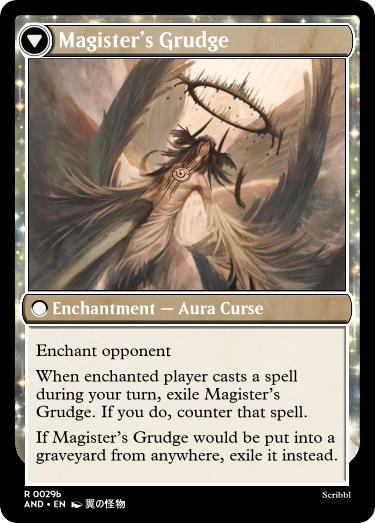 Magister's Grudge
Enchantment — Aura Curse
Enchant opponent
When enchanted player casts a spell
during your turn, exile Magister's
Grudge. If you do, counter that spell.
If Magister's Grudge would be put into a
graveyard from anywhere, exile it instead.
R 0029b
Scribbl
AND • EN 翼の怪物